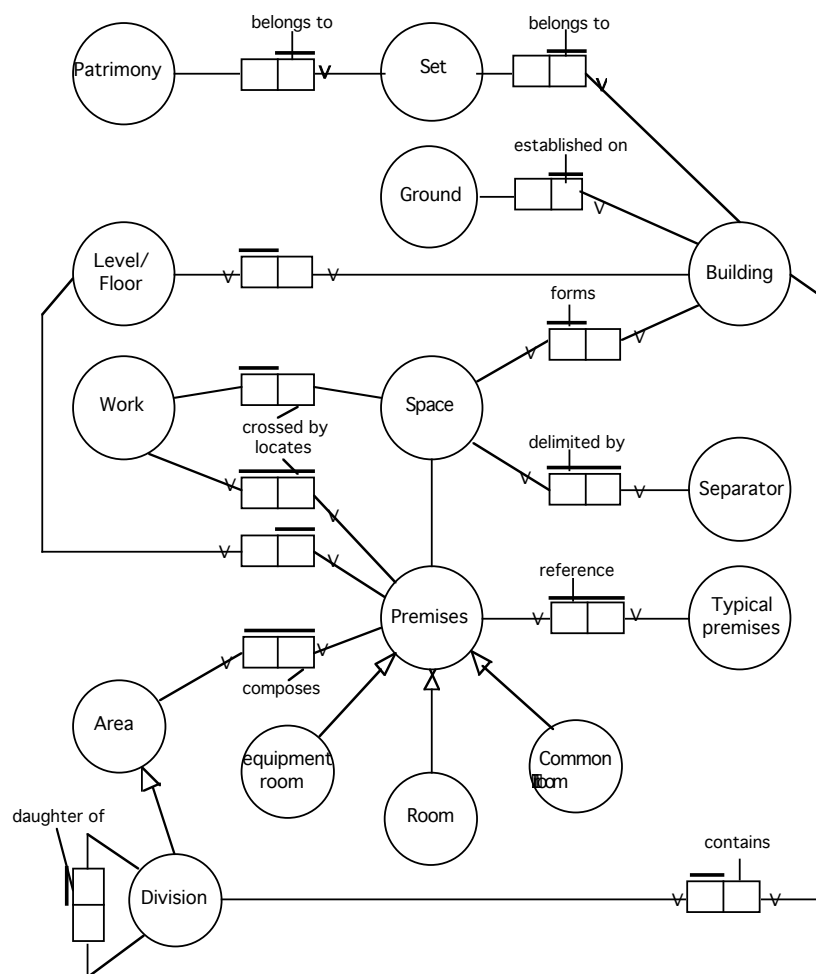 belongs to
belongs to
Patrimony
Set
established on
Ground
Level/
Floor
Building
forms
Work
Space
crossed by
locates
delimited by
Separator
reference
Premises
Typical
premises
composes
Area
equipment
room
Common
Room
daughter of
contains
Division